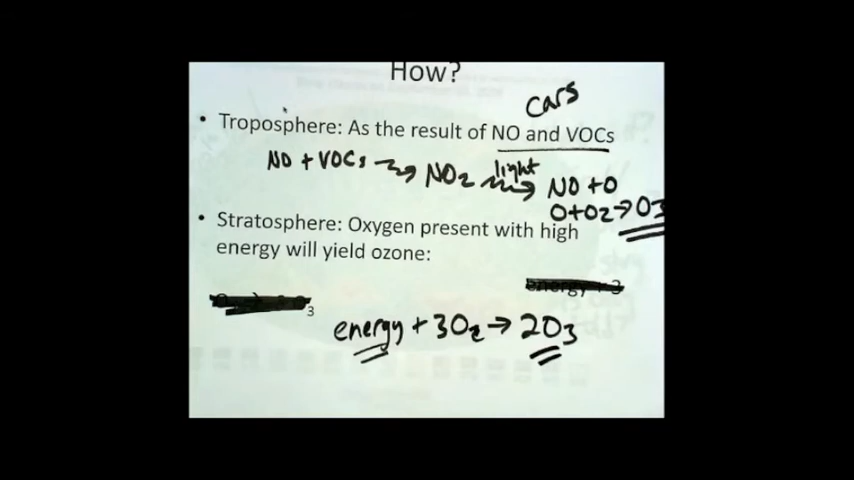 How?
cars
• Troposphere: As the result of NO and VOCs
NO + VOCs → NO2 light → NO + O
O+O2→O3
• Stratosphere: Oxygen present with high
energy will yield ozone:
3
energy + 3O2 → 2O3